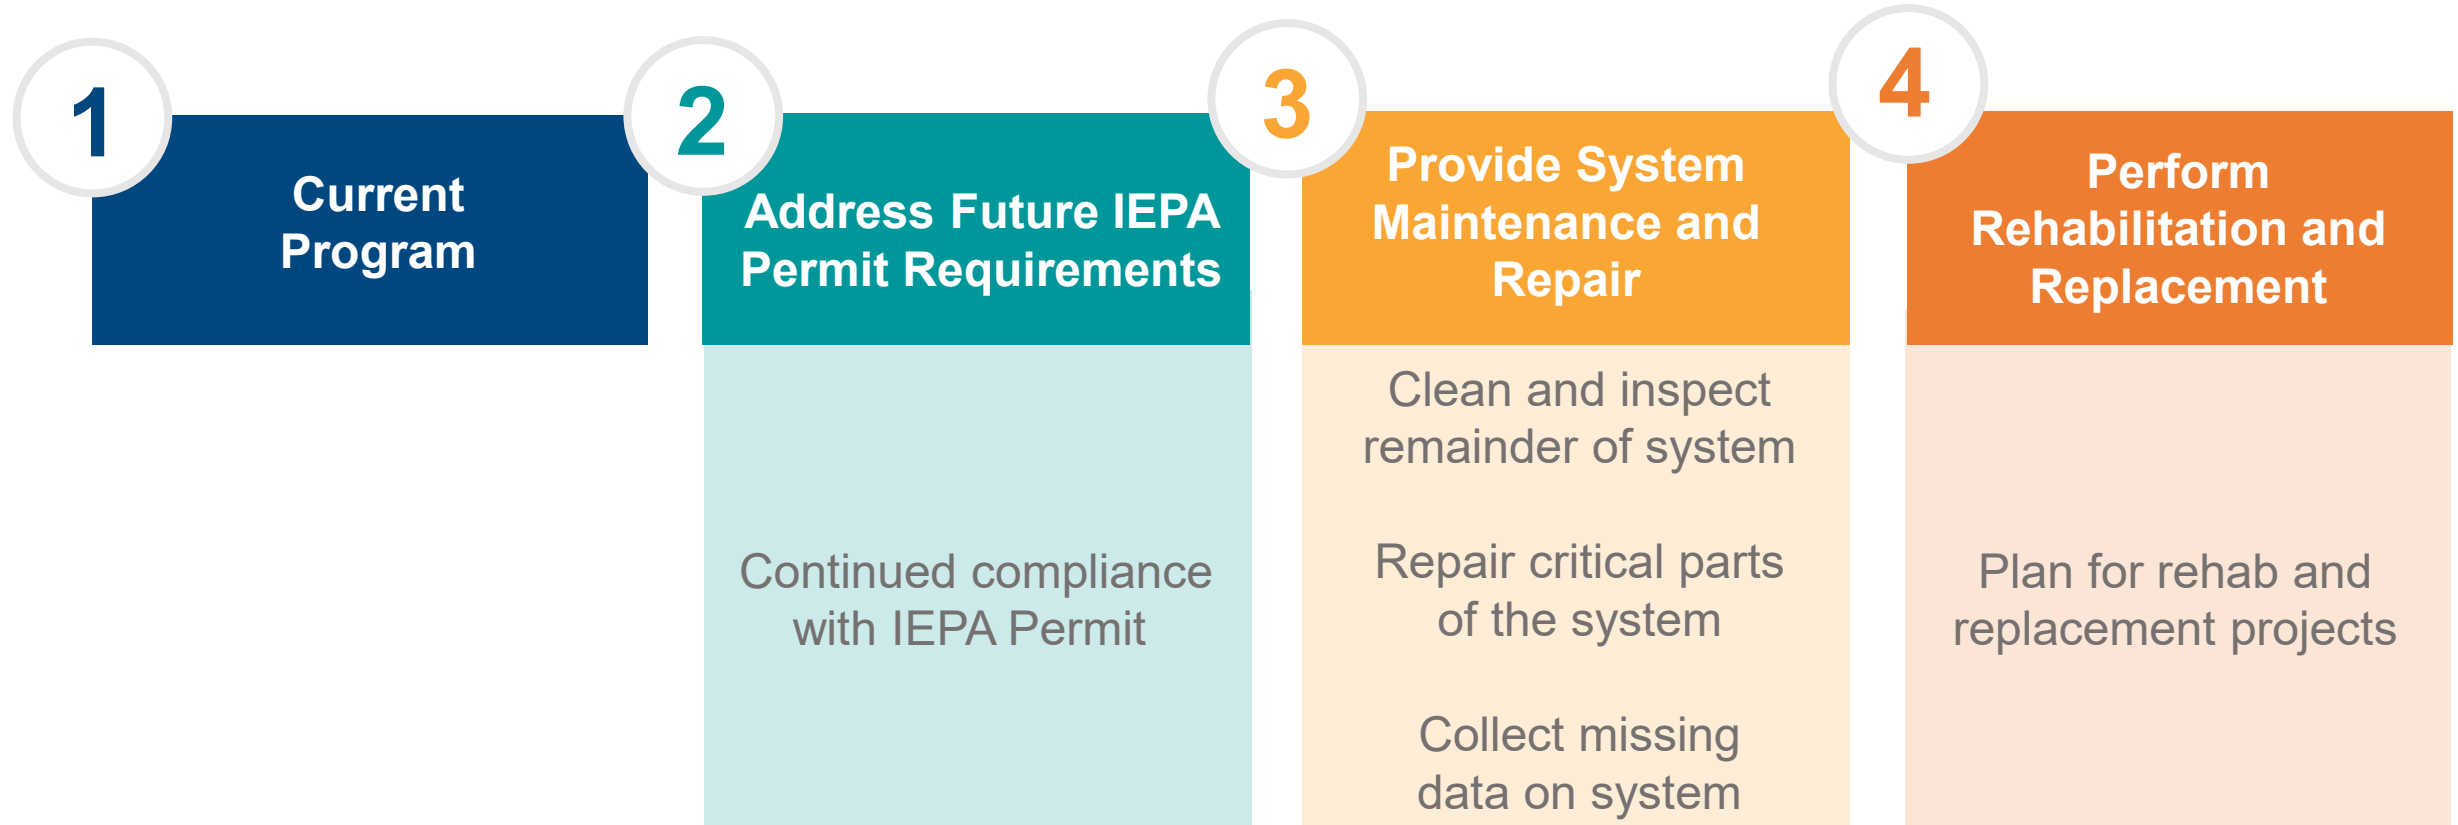 1
Current
Program
2
Address Future IEPA
Permit Requirements
Continued compliance
with IEPA Permit
3
Provide System
Maintenance and
Repair
Clean and inspect
remainder of system
Repair critical parts
of the system
Collect missing
data on system
4
Perform
Rehabilitation and
Replacement
Plan for rehab and
replacement projects